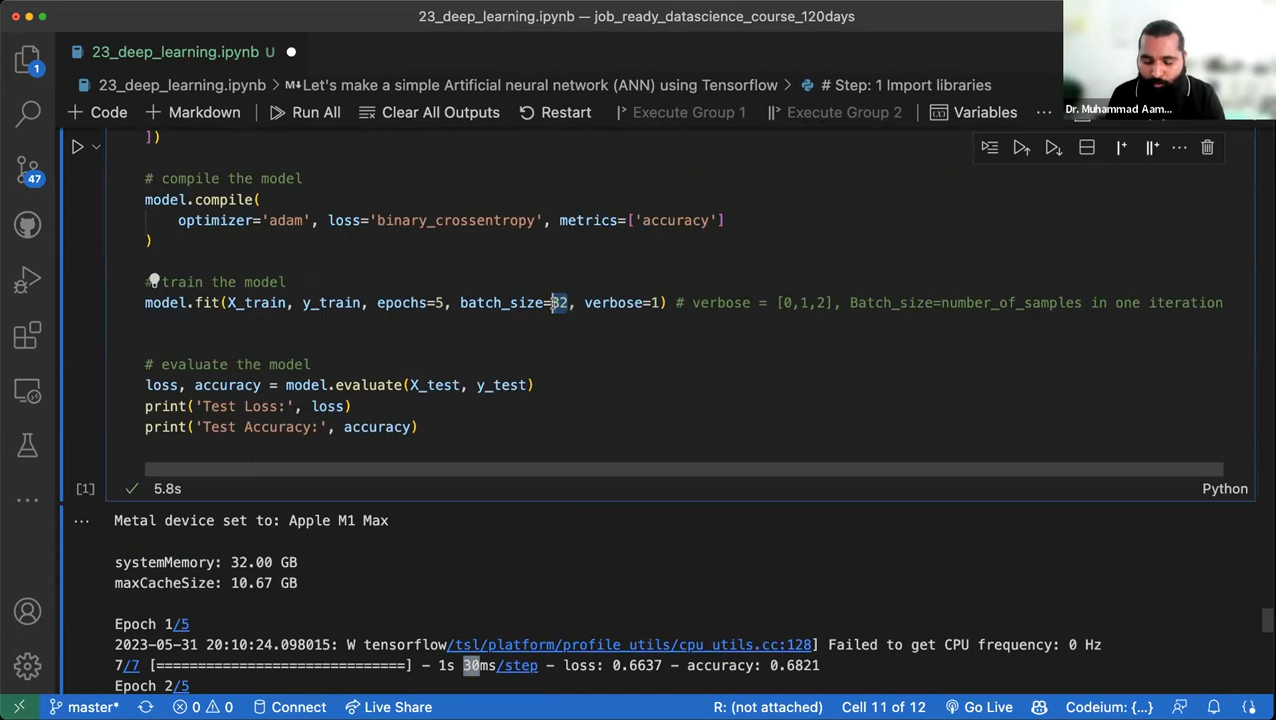 23_deep_learning.ipynb — job_ready_datascience_course_120days
23_deep_learning.ipynb U
23_deep_learning.ipynb > M↓Let's make a simple Artificial neural network (ANN) using Tensorflow > # Step: 1 Import libraries
+ Code + Markdown Run All Clear All Outputs Restart Execute Group 1 Execute Group 2 Variables ...
Dr. Muhammad Aam...
1
47
])
# compile the model
model.compile(
optimizer='adam', loss='binary_crossentropy', metrics=['accuracy']
)
# train the model
model.fit(X_train, y_train, epochs=5, batch_size=32, verbose=1) # verbose = [0,1,2], Batch_size=number_of_samples in one iteration
# evaluate the model
loss, accuracy = model.evaluate(X_test, y_test)
print('Test Loss:', loss)
print('Test Accuracy:', accuracy)
[1] 5.8s Python
... Metal device set to: Apple M1 Max
systemMemory: 32.00 GB
maxCacheSize: 10.67 GB
Epoch 1/5
2023-05-31 20:10:24.098015: W tensorflow/tsl/platform/profile_utils/cpu_utils.cc:128] Failed to get CPU frequency: 0 Hz
7/7 [==============================] - 1s 30ms/step - loss: 0.6637 - accuracy: 0.6821
Epoch 2/5
master* 0 0 Connect Live Share R: (not attached) Cell 11 of 12 Go Live Codeium: {...}